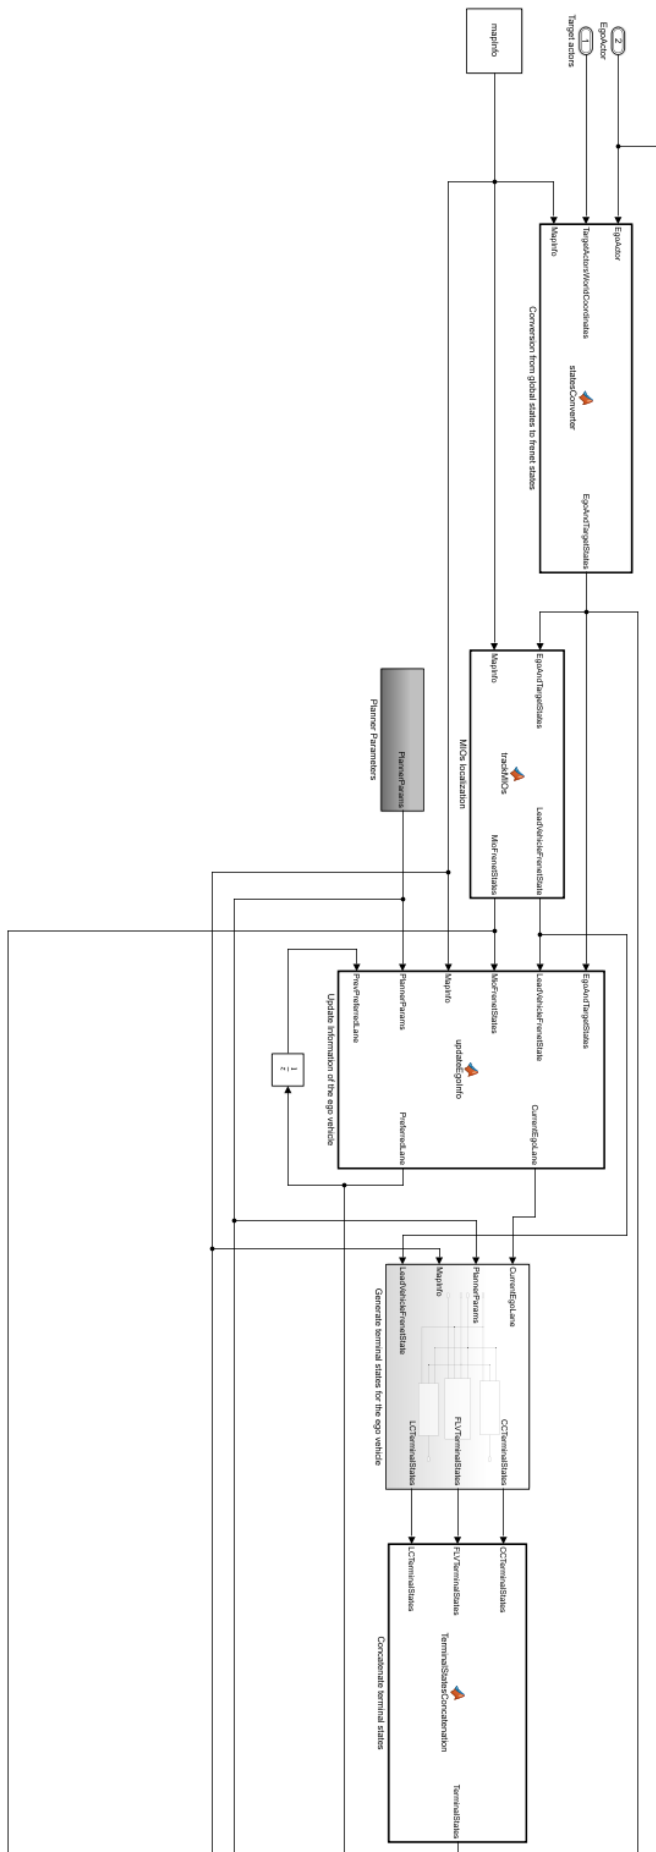 EgoActor
2
1
Target actors
mapInfo
EgoActor
TargetActorsWorldCoordinates
MapInfo
statesConverter
EgoAndTargetStates
Conversion from global states to frenet states
EgoAndTargetStates
MapInfo
trackMIOs
LeadVehicleFrenetState
MioFrenetStates
MIOs localization
PlannerParams
Planner Parameters
EgoAndTargetStates
LeadVehicleFrenetState
MioFrenetStates
MapInfo
PlannerParams
PrevPreferredLane
updateEgoInfo
CurrentEgoLane
PreferredLane
Update Information of the ego vehicle
1
z
CurrentEgoLane
PlannerParams
MapInfo
LeadVehicleFrenetState
CCTerminalStates
FLVTerminalStates
LCTerminalStates
Generate terminal states for the ego vehicle
CCTerminalStates
FLVTerminalStates
LCTerminalStates
TerminalStatesConcatenation
TerminalStates
Concatenate terminal states